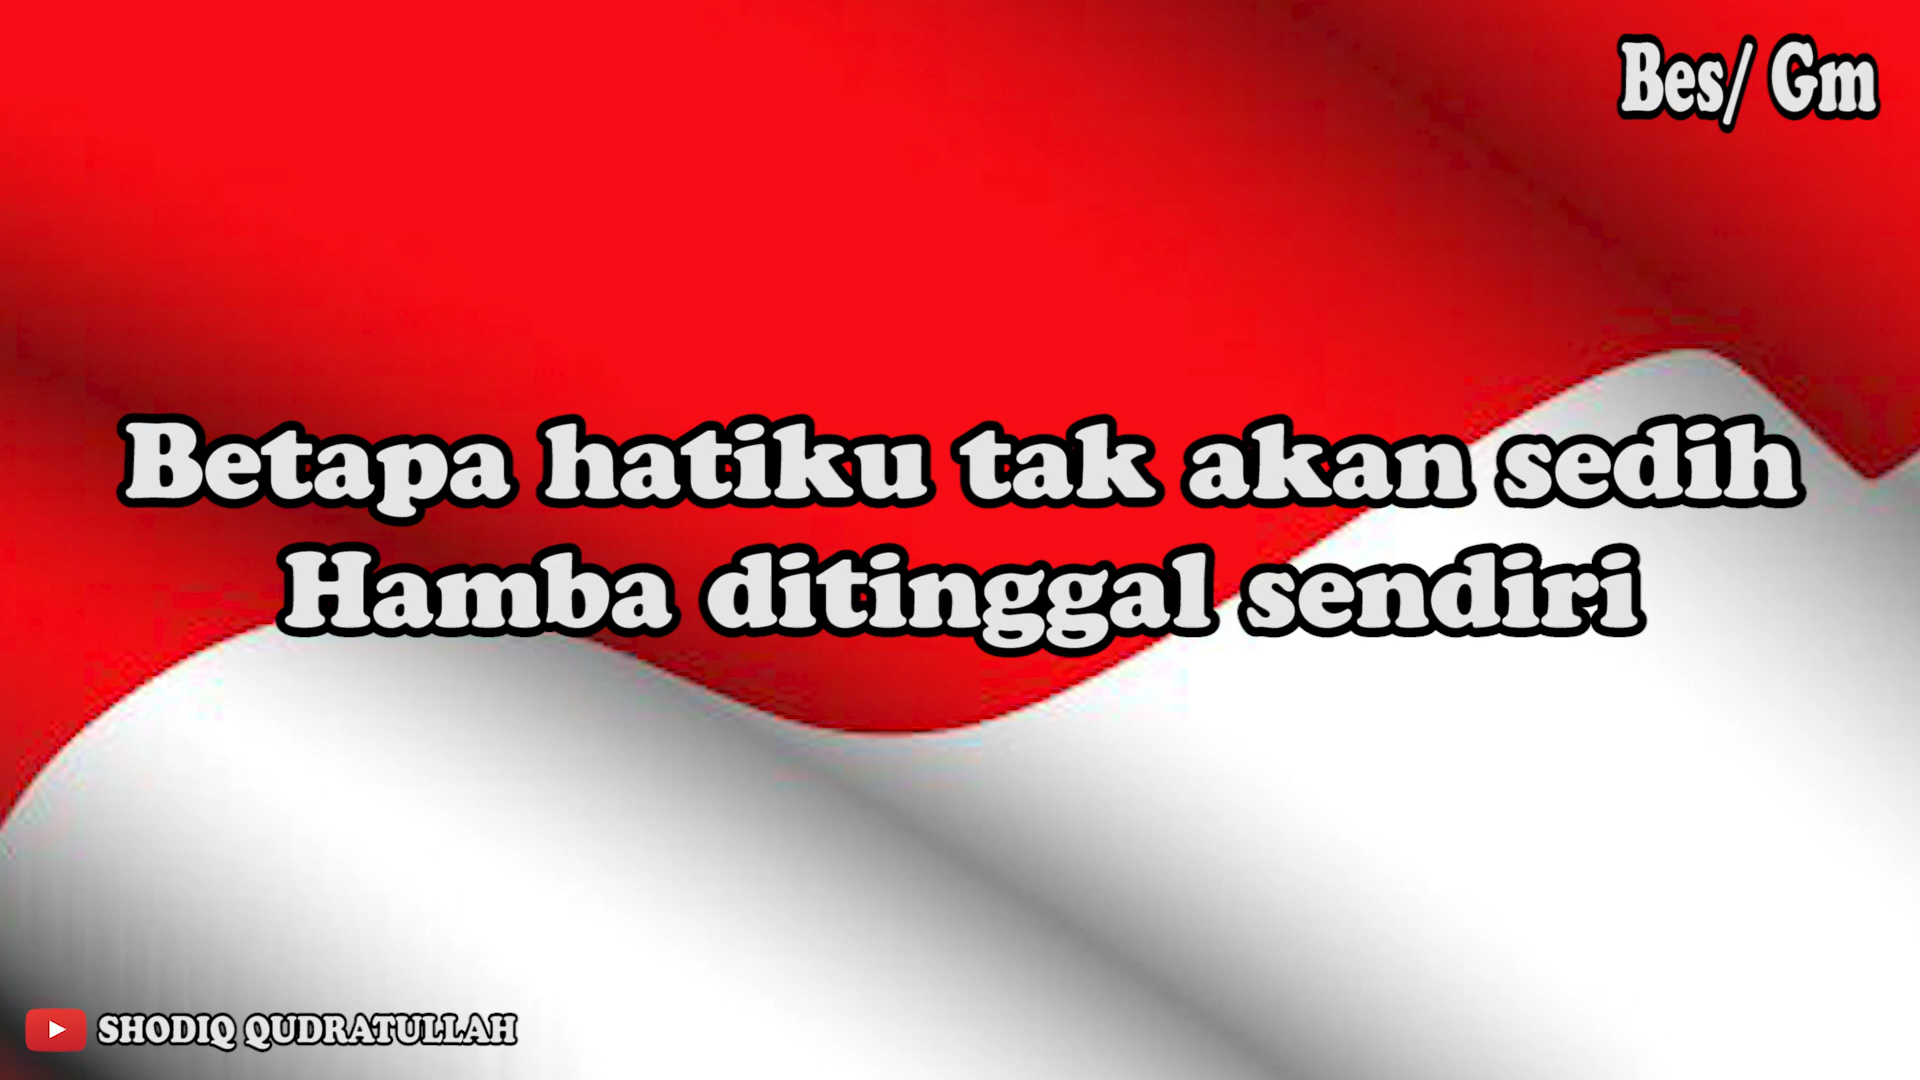 Bes/ Gm
Betapa hatiku tak akan sedih
Hamba ditinggal sendiri
SHODIQ QUDRATULLAH